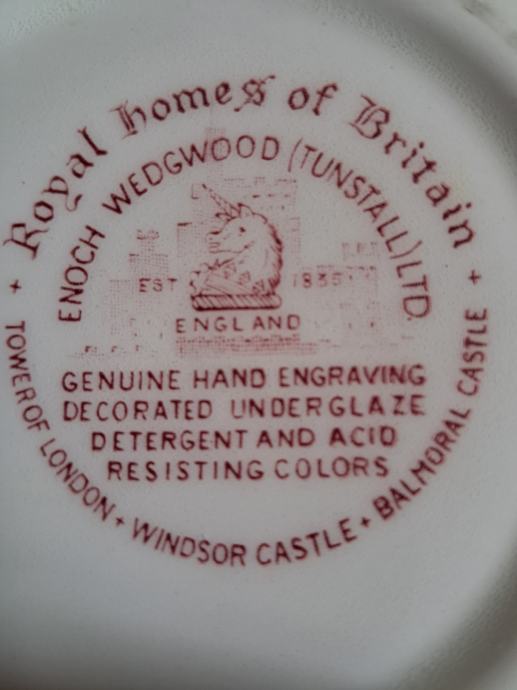 Royal Homes of Britain
ENOCH WEDGWOOD (TUNSTALL) LTD.
EST 1835
ENGLAND
GENUINE HAND ENGRAVING
DECORATED UNDERGLAZE
DETERGENT AND ACID
RESISTING COLORS
+ TOWER OF LONDON + WINDSOR CASTLE + BALMORAL CASTLE +